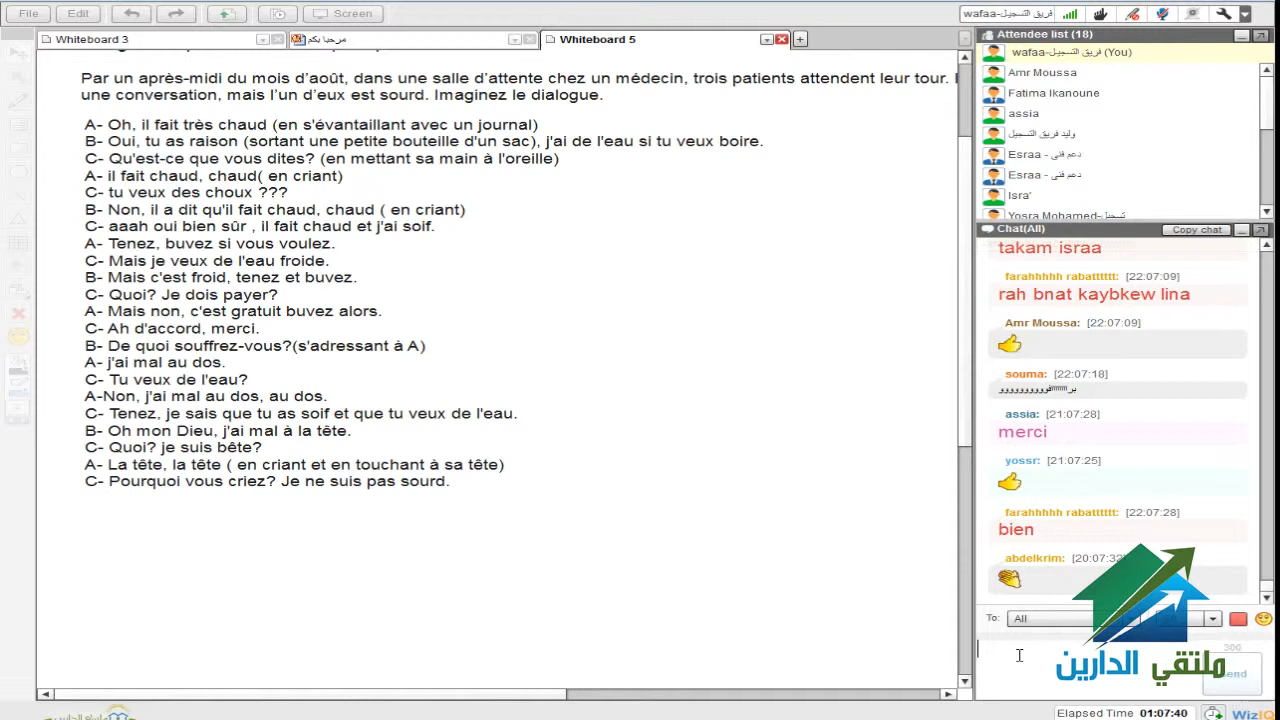 File
Edit
Screen
wafaa-فريق التسجيل
Whiteboard 3
مرحبا بكم
Whiteboard 5
Par un après-midi du mois d'août, dans une salle d'attente chez un médecin, trois patients attendent leur tour.
une conversation, mais l'un d'eux est sourd. Imaginez le dialogue.
A- Oh, il fait très chaud (en s'évantaillant avec un journal)
B- Oui, tu as raison (sortant une petite bouteille d'un sac), j'ai de l'eau si tu veux boire.
C- Qu'est-ce que vous dites? (en mettant sa main à l'oreille)
A- il fait chaud, chaud( en criant)
C- tu veux des choux ???
B- Non, il a dit qu'il fait chaud, chaud ( en criant)
C- aaah oui bien sûr , il fait chaud et j'ai soif.
A- Tenez, buvez si vous voulez.
C- Mais je veux de l'eau froide.
B- Mais c'est froid, tenez et buvez.
C- Quoi? Je dois payer?
A- Mais non, c'est gratuit buvez alors.
C- Ah d'accord, merci.
B- De quoi souffrez-vous?(s'adressant à A)
A- j'ai mal au dos.
C- Tu veux de l'eau?
A-Non, j'ai mal au dos, au dos.
C- Tenez, je sais que tu as soif et que tu veux de l'eau.
B- Oh mon Dieu, j'ai mal à la tête.
C- Quoi? je suis bête?
A- La tête, la tête ( en criant et en touchant à sa tête)
C- Pourquoi vous criez? Je ne suis pas sourd.
Attendee list (18)
wafaa-فريق التسجيل (You)
Amr Moussa
Fatima Ikanoune
assia
وليد فريق التسجيل
Esraa - دعم فنى
Esraa - دعم فنى
Isra'
Yosra Mohamed-تسجيل
Chat(All)
Copy chat
takam israa
farahhhhh rabatttttt: [22:07:09]
rah bnat kaybkew lina
Amr Moussa: [22:07:09]
souma: [22:07:18]
assia: [21:07:28]
merci
yossr: [21:07:25]
farahhhhh rabatttttt: [22:07:28]
bien
abdelkrim: [20:07:32]
To:
All
300
ملتقي الدارين
Elapsed Time 01:07:40
WizIQ